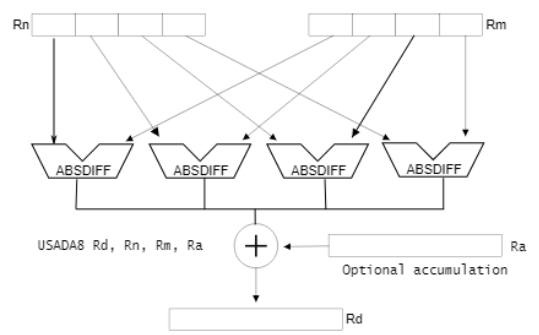 Rn
Rm
ABSDIFF
ABSDIFF
ABSDIFF
ABSDIFF
USADA8 Rd, Rn, Rm, Ra
+
Ra
Optional accumulation
Rd